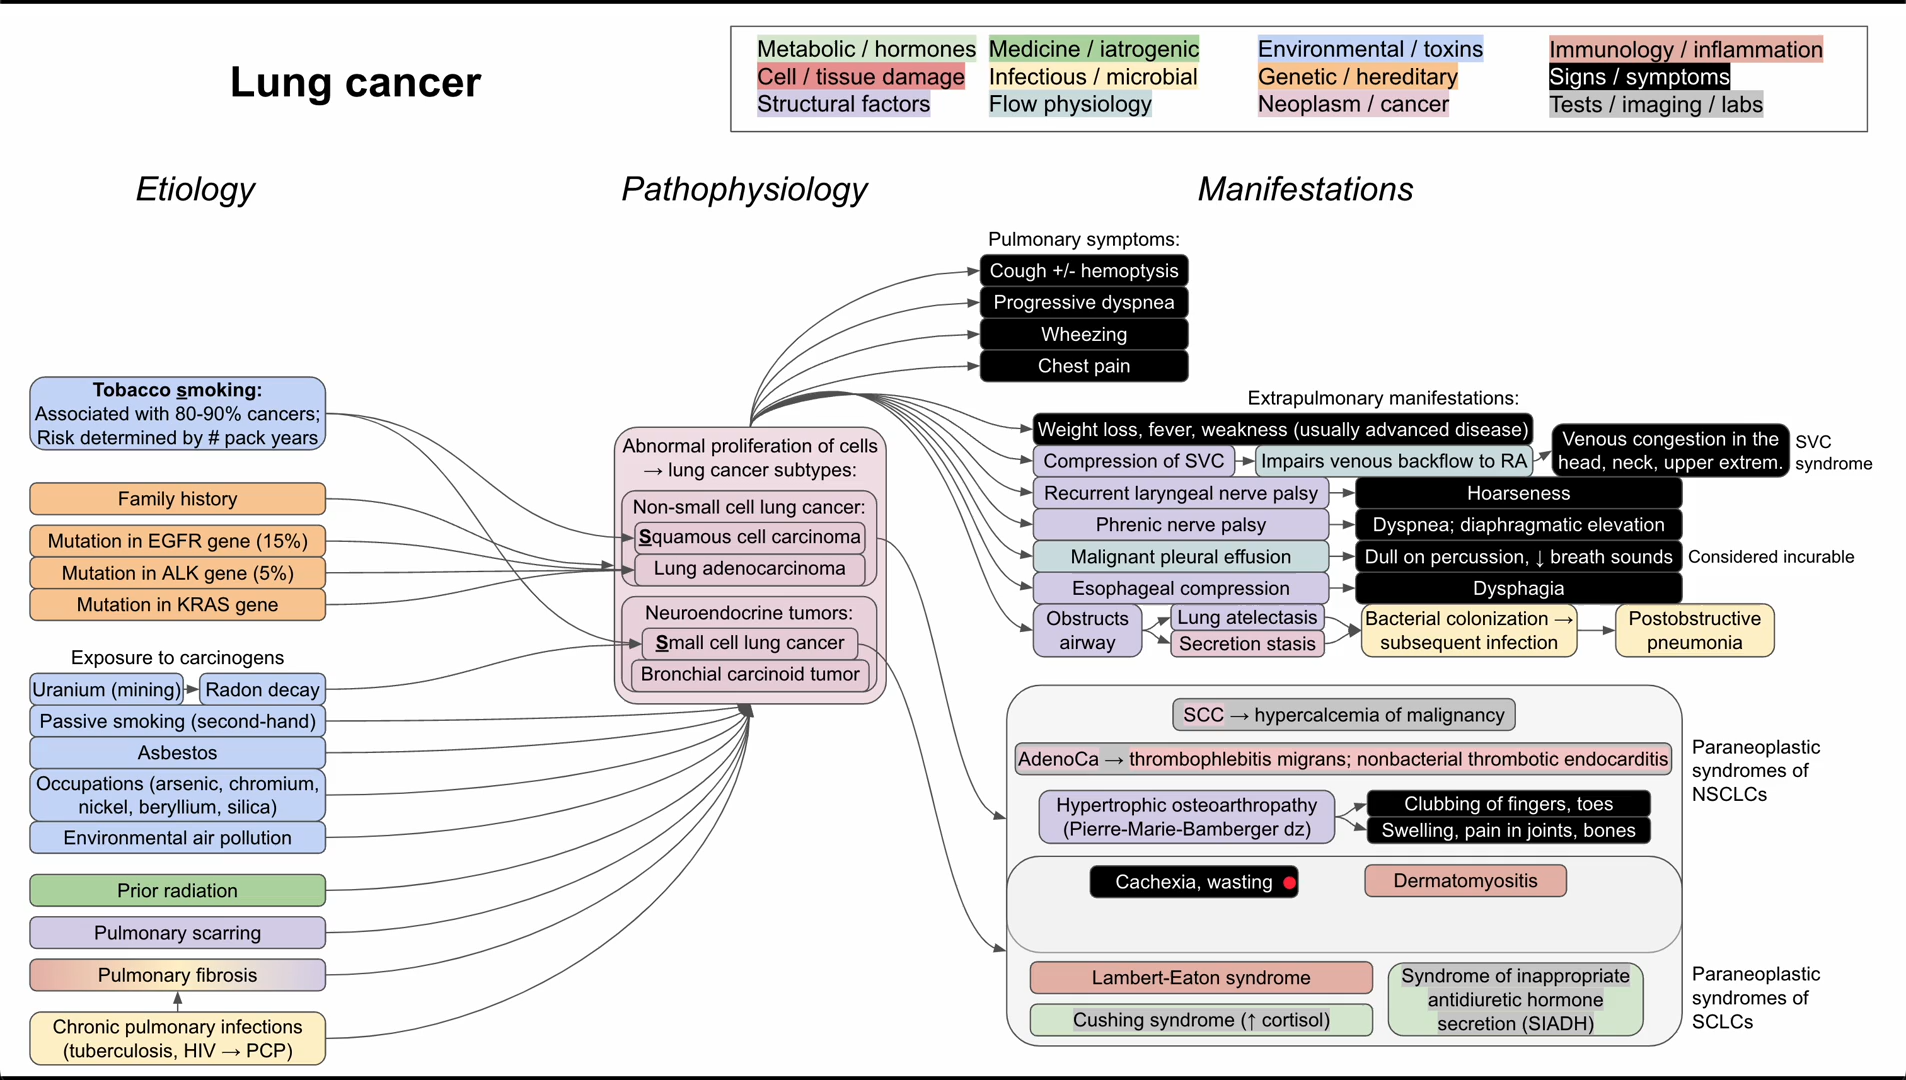 Lung cancer
Metabolic / hormones
Medicine / iatrogenic
Environmental / toxins
Immunology / inflammation
Cell / tissue damage
Infectious / microbial
Genetic / hereditary
Signs / symptoms
Structural factors
Flow physiology
Neoplasm / cancer
Tests / imaging / labs
Etiology
Pathophysiology
Manifestations
Tobacco smoking:
Associated with 80-90% cancers;
Risk determined by # pack years
Family history
Mutation in EGFR gene (15%)
Mutation in ALK gene (5%)
Mutation in KRAS gene
Exposure to carcinogens
Uranium (mining)
Radon decay
Passive smoking (second-hand)
Asbestos
Occupations (arsenic, chromium,
nickel, beryllium, silica)
Environmental air pollution
Prior radiation
Pulmonary scarring
Pulmonary fibrosis
Chronic pulmonary infections
(tuberculosis, HIV → PCP)
Abnormal proliferation of cells
→ lung cancer subtypes:
Non-small cell lung cancer:
Squamous cell carcinoma
Lung adenocarcinoma
Neuroendocrine tumors:
Small cell lung cancer
Bronchial carcinoid tumor
Pulmonary symptoms:
Cough +/- hemoptysis
Progressive dyspnea
Wheezing
Chest pain
Extrapulmonary manifestations:
Weight loss, fever, weakness (usually advanced disease)
Compression of SVC
Impairs venous backflow to RA
Venous congestion in the
head, neck, upper extrem.
SVC
syndrome
Recurrent laryngeal nerve palsy
Hoarseness
Phrenic nerve palsy
Dyspnea; diaphragmatic elevation
Malignant pleural effusion
Dull on percussion, ↓ breath sounds
Considered incurable
Esophageal compression
Dysphagia
Obstructs
airway
Lung atelectasis
Secretion stasis
Bacterial colonization →
subsequent infection
Postobstructive
pneumonia
SCC → hypercalcemia of malignancy
AdenoCa → thrombophlebitis migrans; nonbacterial thrombotic endocarditis
Hypertrophic osteoarthropathy
(Pierre-Marie-Bamberger dz)
Clubbing of fingers, toes
Swelling, pain in joints, bones
Paraneoplastic
syndromes of
NSCLCs
Cachexia, wasting
Dermatomyositis
Lambert-Eaton syndrome
Cushing syndrome (↑ cortisol)
Syndrome of inappropriate
antidiuretic hormone
secretion (SIADH)
Paraneoplastic
syndromes of
SCLCs